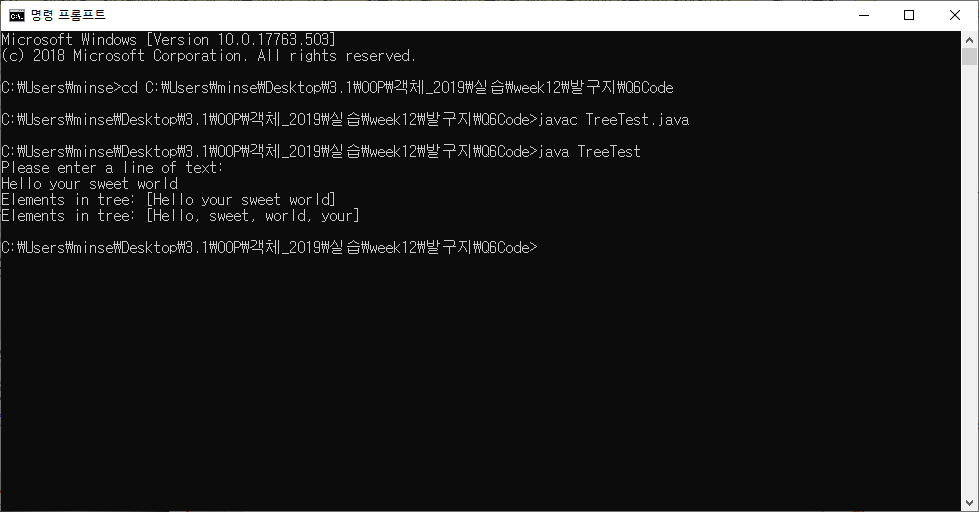 명령 프롬프트
Microsoft Windows [Version 10.0.17763.503]
(c) 2018 Microsoft Corporation. All rights reserved.
C:₩Users₩minse>cd C:₩Users₩minse₩Desktop₩3.1₩OOP₩객체_2019₩실습₩week12₩발구지₩Q6Code
C:₩Users₩minse₩Desktop₩3.1₩OOP₩객체_2019₩실습₩week12₩발구지₩Q6Code>javac TreeTest.java
C:₩Users₩minse₩Desktop₩3.1₩OOP₩객체_2019₩실습₩week12₩발구지₩Q6Code>java TreeTest
Please enter a line of text:
Hello your sweet world
Elements in tree: [Hello your sweet world]
Elements in tree: [Hello, sweet, world, your]
C:₩Users₩minse₩Desktop₩3.1₩OOP₩객체_2019₩실습₩week12₩발구지₩Q6Code>